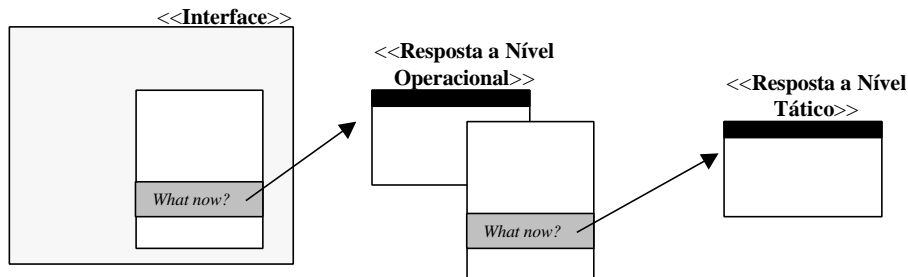 <<Interface>>
<<Resposta a Nível
Operacional>>
<<Resposta a Nível
Tático>>
What now?
What now?